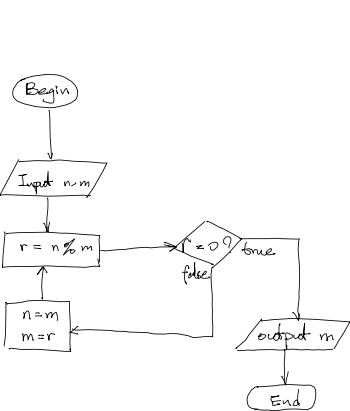 Begin
Input n, m
r = n % m
r = 0?
true
false
n=m
m=r
output m
End